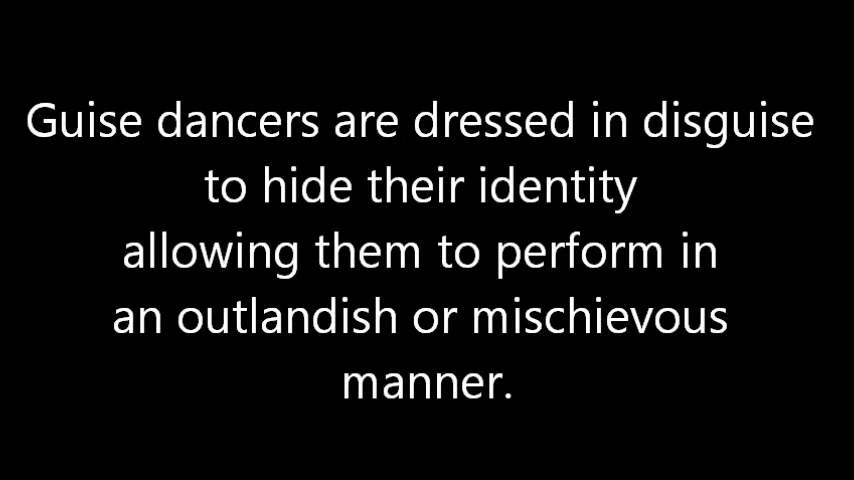 Guise dancers are dressed in disguise
to hide their identity
allowing them to perform in
an outlandish or mischievous
manner.